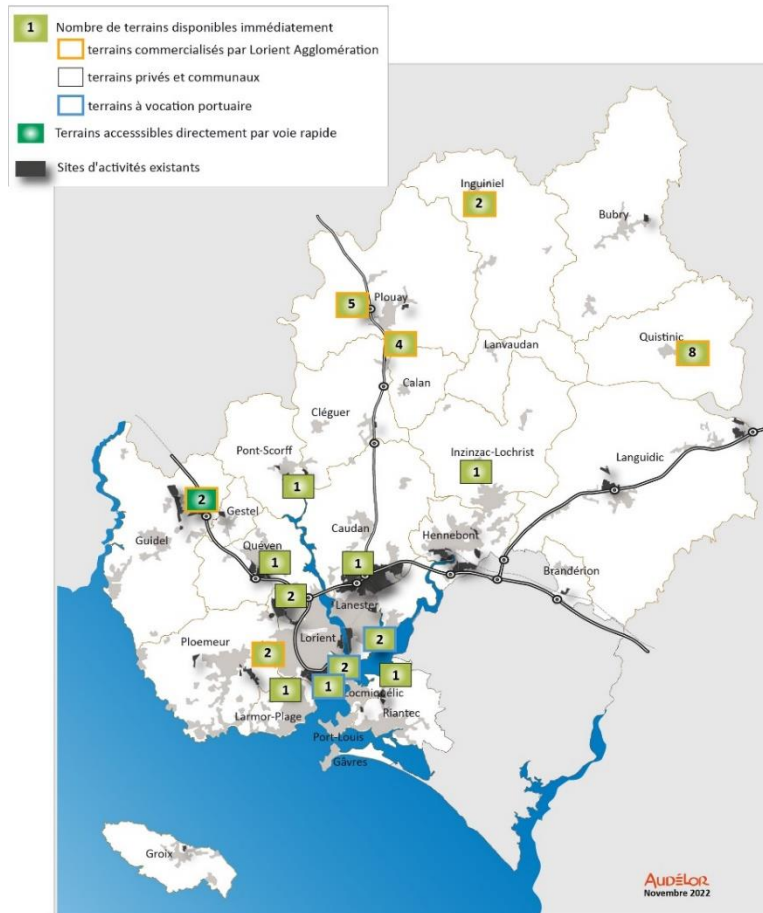 1 Nombre de terrains disponibles immédiatement
terrains commercialisés par Lorient Agglomération
terrains privés et communaux
terrains à vocation portuaire
Terrains accesssibles directement par voie rapide
Sites d'activités existants
Inguiniel
2
Bubry
5
Plouay
4
Lanvaudan
Quistinic
8
Calan
Cléguer
Pont-Scorff
1
Inzinzac-Lochrist
1
Languidic
2
Gestel
Guidel
Caudan
1
Hennebont
Quéven
1
Brandérion
2
Lanester
Lorient
2
Ploemeur
2
2
1
1
1
Locmiquélic
Larmor-Plage
Riantec
Port-Louis
Gâvres
Groix
AUDÉLOR
Novembre 2022